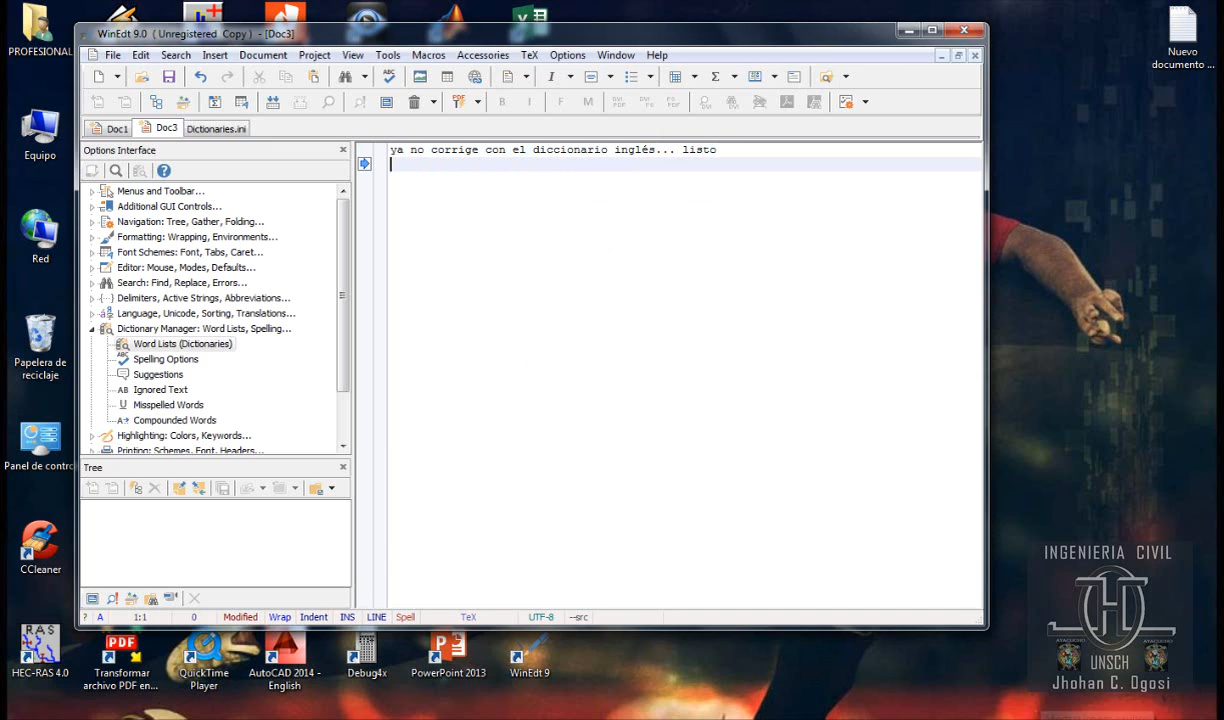 PROFESIONAL
Nuevo
documento ...
WinEdt 9.0 ( Unregistered Copy ) - [Doc3]
File Edit Search Insert Document Project View Tools Macros Accessories TeX Options Window Help
Doc1 Doc3 Dictionaries.ini
Options Interface
Menus and Toolbar...
Additional GUI Controls...
Navigation: Tree, Gather, Folding...
Formatting: Wrapping, Environments...
Font Schemes: Font, Tabs, Caret...
Editor: Mouse, Modes, Defaults...
Search: Find, Replace, Errors...
Delimiters, Active Strings, Abbreviations...
Language, Unicode, Sorting, Translations...
Dictionary Manager: Word Lists, Spelling...
Word Lists (Dictionaries)
Spelling Options
Suggestions
Ignored Text
Misspelled Words
Compounded Words
Highlighting: Colors, Keywords...
Printing: Schemes, Font, Headers...
Tree
ya no corrige con el diccionario inglés... listo
? A 1:1 0 Modified Wrap Indent INS LINE Spell TeX UTF-8 --src
Equipo
Red
Papelera de
reciclaje
Panel de contro
CCleaner
HEC-RAS 4.0
Transformar
archivo PDF en...
QuickTime
Player
AutoCAD 2014 -
English
Debug4x
PowerPoint 2013
WinEdt 9
INGENIERIA CIVIL
AYACUCHO
AYACUCHO
UNSCH
Jhohan C. Ogosi